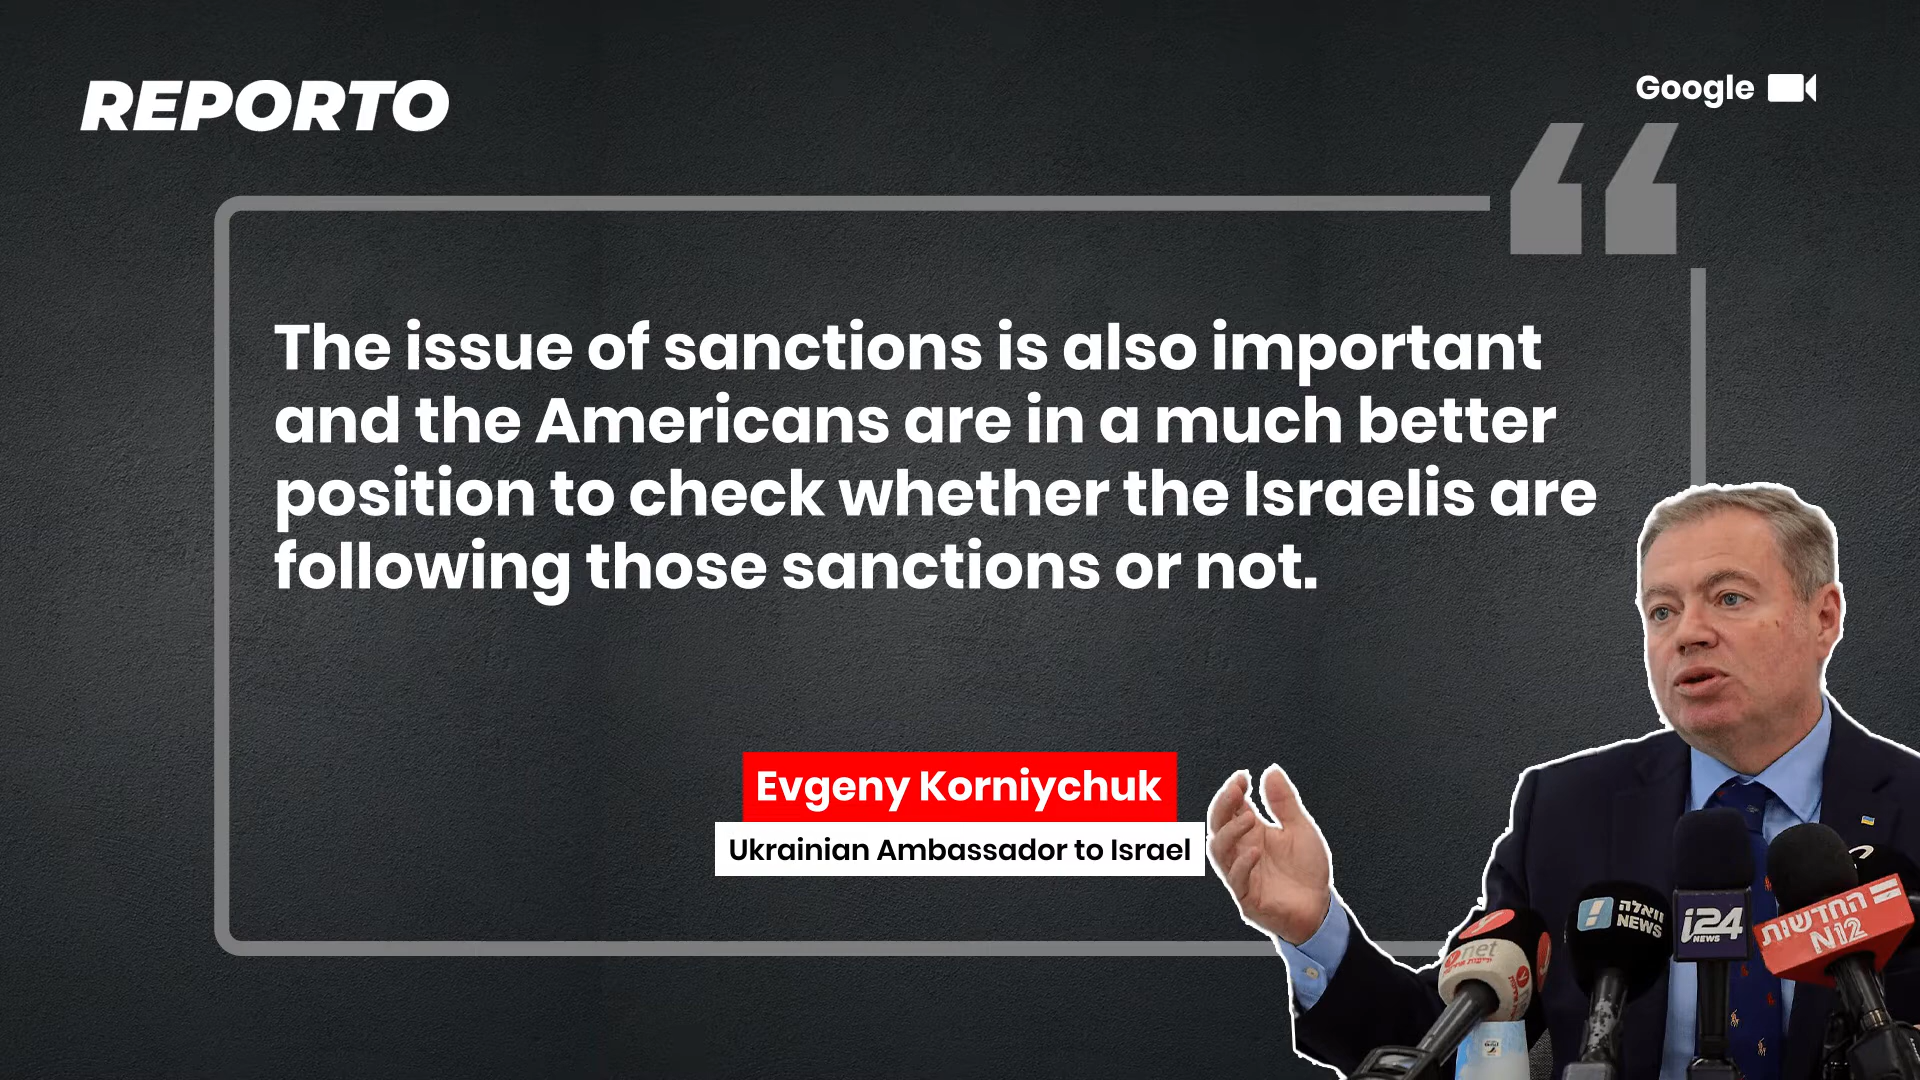 REPORTO
Google
The issue of sanctions is also important
and the Americans are in a much better
position to check whether the Israelis are
following those sanctions or not.
Evgeny Korniychuk
Ukrainian Ambassador to Israel
ynet
וואלה
NEWS
i24
NEWS
החדשות
N12